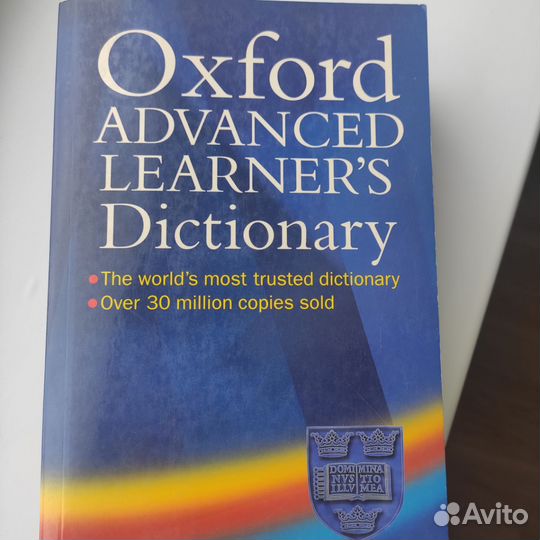 Oxford
ADVANCED
LEARNER'S
Dictionary
The world's most trusted dictionary
Over 30 million copies sold
DOMI MINA
NVS TIO
ILLV MEA
Avito